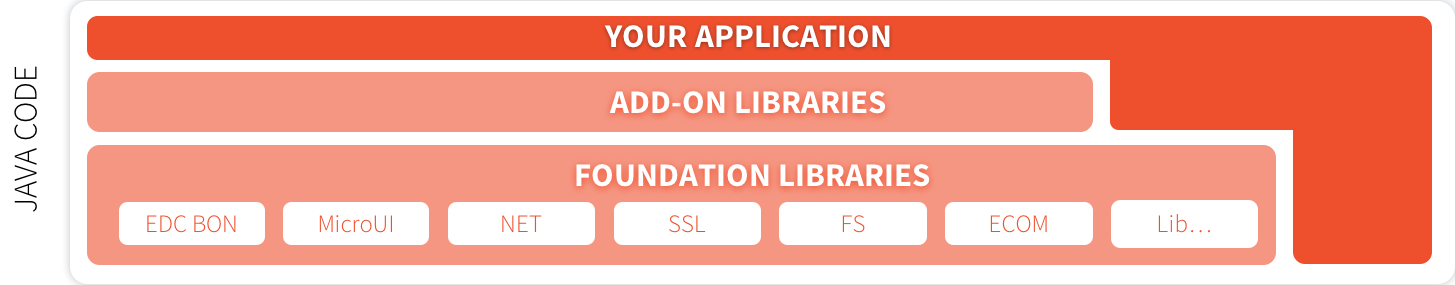 JAVA CODE
YOUR APPLICATION
ADD-ON LIBRARIES
FOUNDATION LIBRARIES
EDC BON
MicroUI
NET
SSL
FS
ECOM
Lib...